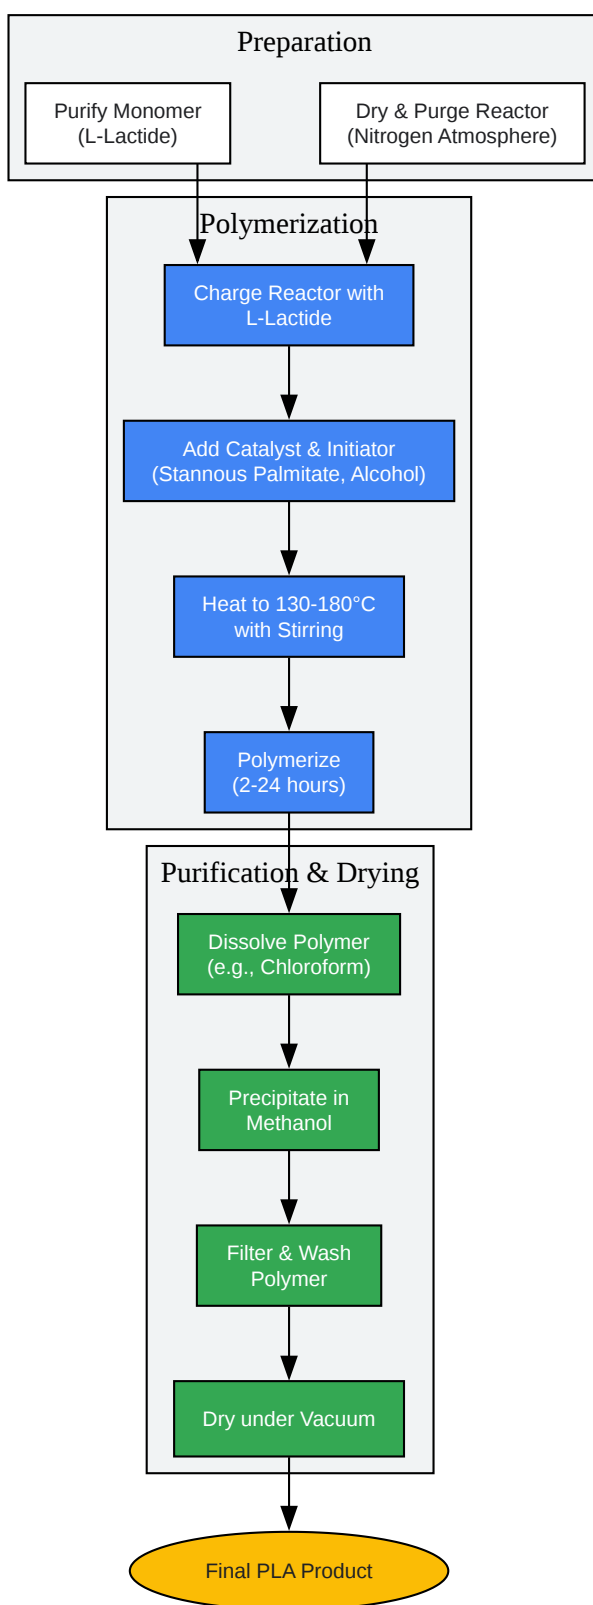 Preparation
Purify Monomer
(L-Lactide)
Dry & Purge Reactor
(Nitrogen Atmosphere)
Polymerization
Charge Reactor with
L-Lactide
Add Catalyst & Initiator
(Stannous Palmitate, Alcohol)
Heat to 130-180°C
with Stirring
Polymerize
(2-24 hours)
Purification & Drying
Dissolve Polymer
(e.g., Chloroform)
Precipitate in
Methanol
Filter & Wash
Polymer
Dry under Vacuum
Final PLA Product